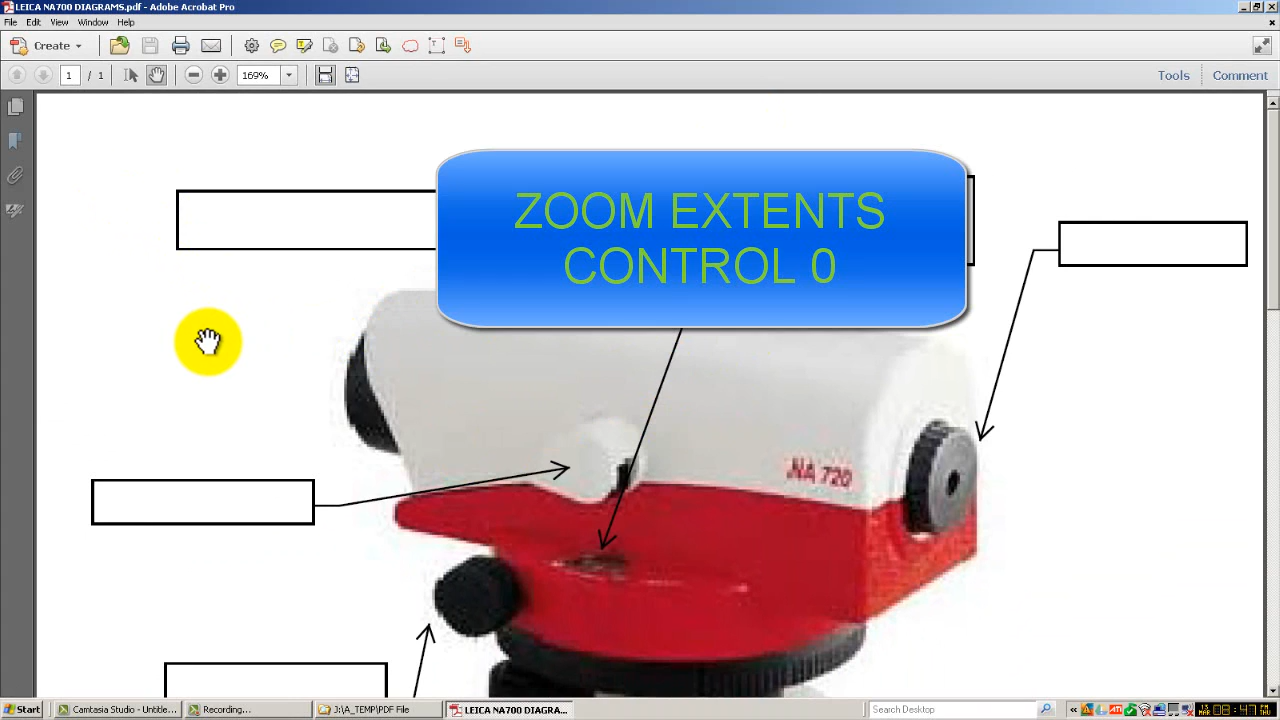 LEICA NA700 DIAGRAMS.pdf - Adobe Acrobat Pro
File Edit View Window Help
Create
1 / 1
169%
Tools
Comment
ZOOM EXTENTS
CONTROL 0
NA 720
Start
Camtasia Studio - Untitle...
Recording...
J:\A_TEMP\PDF File
LEICA NA700 DIAGRA...
Search Desktop